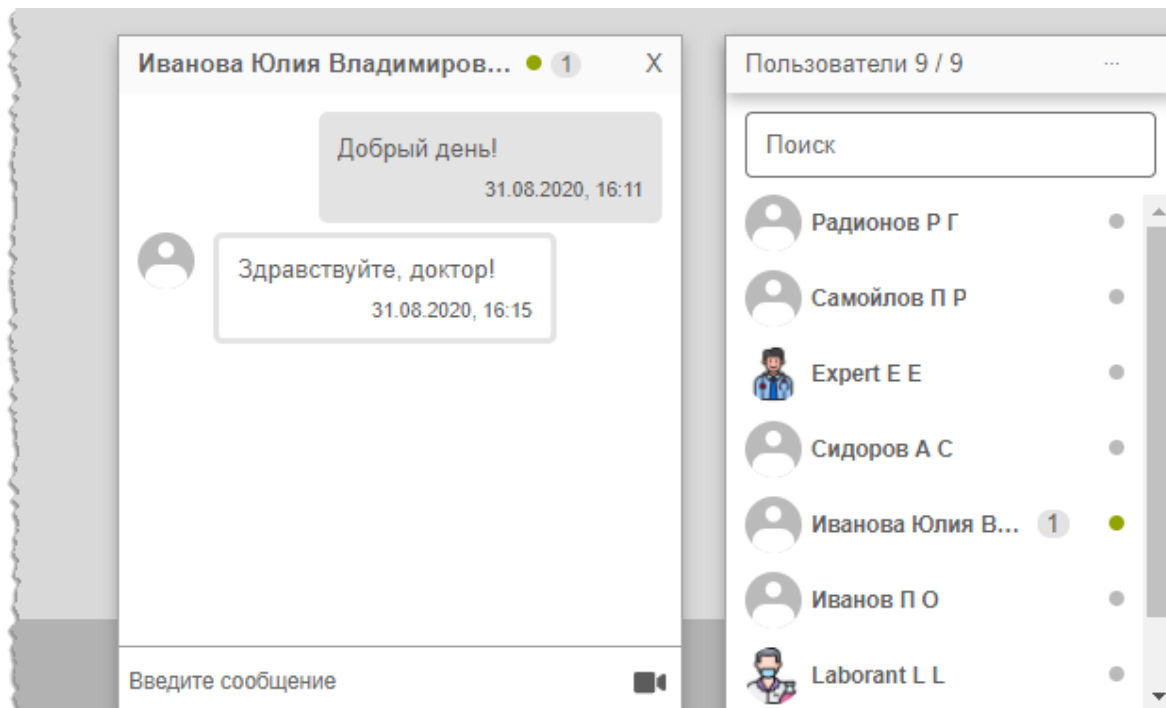 Иванова Юлия Владимиров... 1 X
Добрый день!
31.08.2020, 16:11
Здравствуйте, доктор!
31.08.2020, 16:15
Введите сообщение
Пользователи 9 / 9 ...
Поиск
Радионов Р Г
Самойлов П Р
Expert E E
Сидоров А С
Иванова Юлия В... 1
Иванов П О
Laborant L L